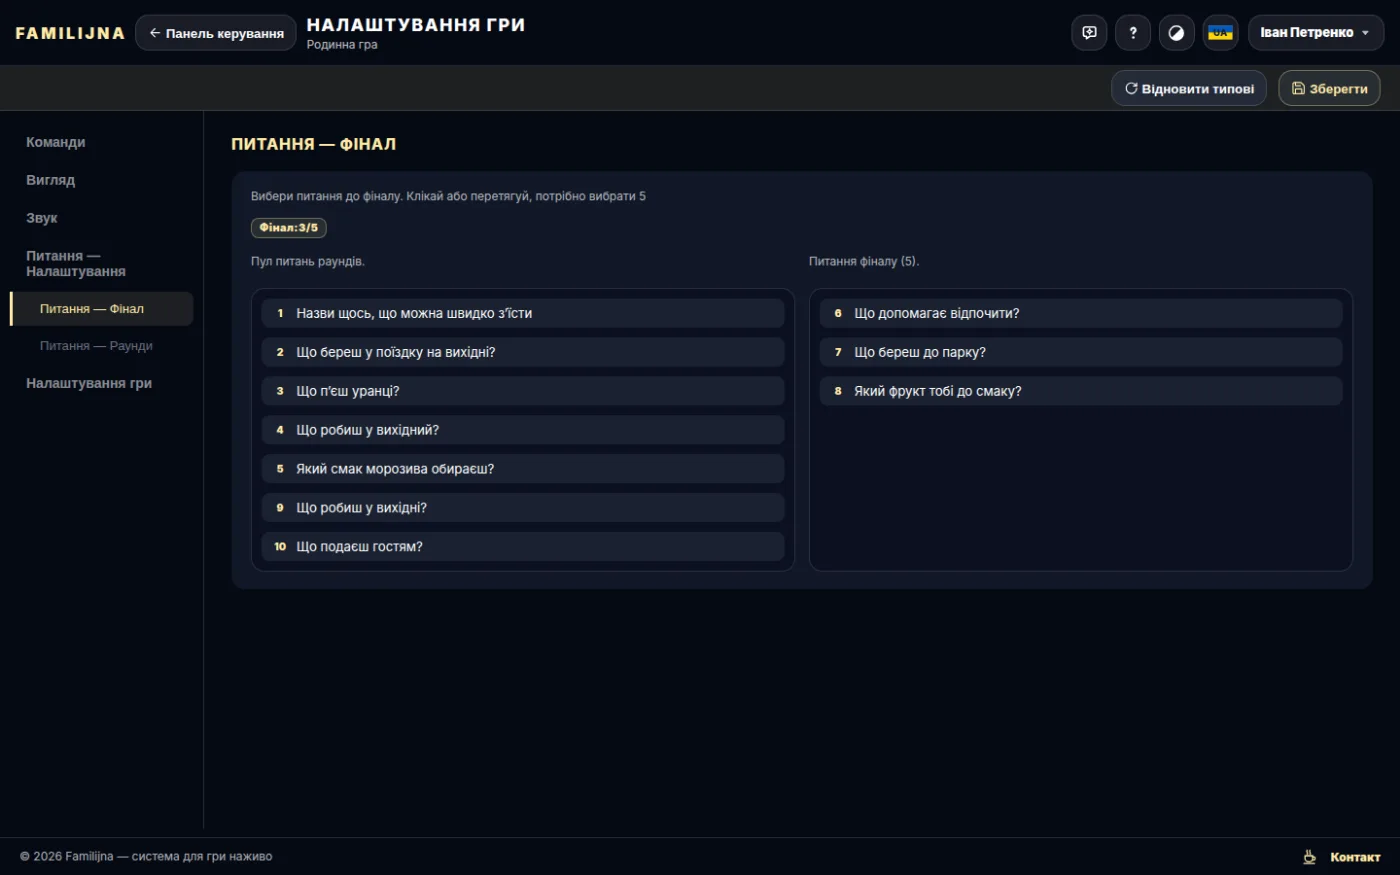 FAMILIJNA
← Панель керування
НАЛАШТУВАННЯ ГРИ
Родинна гра
?
UA
Іван Петренко
Відновити типові
Зберегти
Команди
Вигляд
Звук
Питання —
Налаштування
Питання — Фінал
Питання — Раунди
Налаштування гри
ПИТАННЯ — ФІНАЛ
Вибери питання до фіналу. Клікай або перетягуй, потрібно вибрати 5
Фінал:3/5
Пул питань раундів.
1 Назви щось, що можна швидко з’їсти
2 Що береш у поїздку на вихідні?
3 Що п’єш уранці?
4 Що робиш у вихідний?
5 Який смак морозива обираєш?
9 Що робиш у вихідні?
10 Що подаєш гостям?
Питання фіналу (5).
6 Що допомагає відпочити?
7 Що береш до парку?
8 Який фрукт тобі до смаку?
© 2026 Familijna — система для гри наживо
Контакт